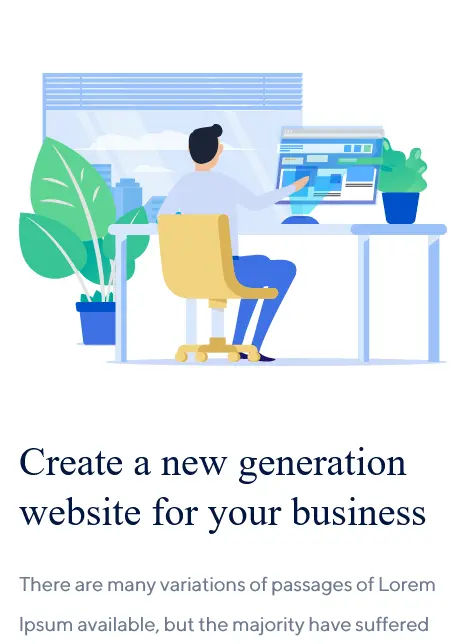 Create a new generation
website for your business
There are many variations of passages of Lorem
Ipsum available, but the majority have suffered